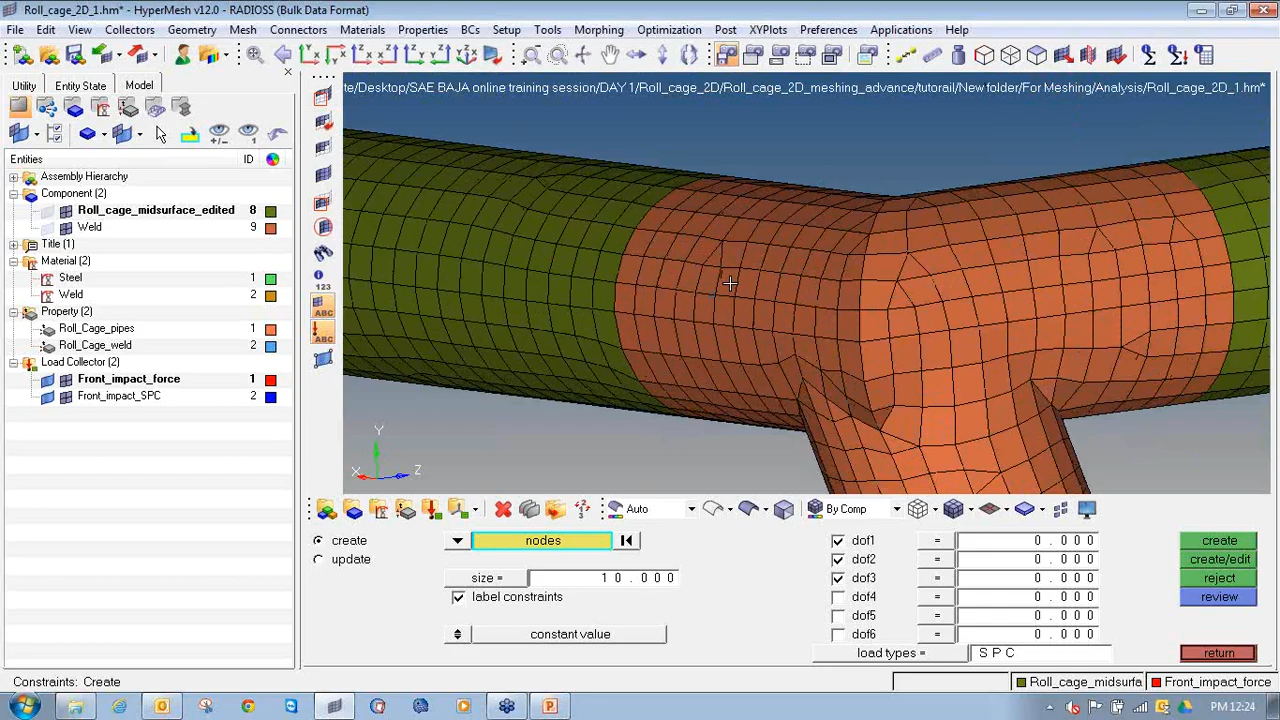 Roll_cage_2D_1.hm* - HyperMesh v12.0 - RADIOSS (Bulk Data Format)
File Edit View Collectors Geometry Mesh Connectors Materials Properties BCs Setup Tools Morphing Optimization Post XYPlots Preferences Applications Help
Utility Entity State Model
te/Desktop/SAE BAJA online training session/DAY 1/Roll_cage_2D/Roll_cage_2D_meshing_advance/tutorail/New folder/For Meshing/Analysis/Roll_cage_2D_1.hm*
Entities ID
Assembly Hierarchy
Component (2)
Roll_cage_midsurface_edited 8
Weld 9
Title (1)
Material (2)
Steel 1
Weld 2
Property (2)
Roll_Cage_pipes 1
Roll_Cage_weld 2
Load Collector (2)
Front_impact_force 1
Front_impact_SPC 2
123
ABC
ABC
Y
X Z
Auto By Comp
create nodes dof1 = 0.000 create
update dof2 = 0.000 create/edit
size = 10.000 dof3 = 0.000 reject
label constraints dof4 = 0.000 review
dof5 = 0.000
constant value dof6 = 0.000
load types = SPC return
Constraints: Create Roll_cage_midsurfa Front_impact_force
PM 12:24